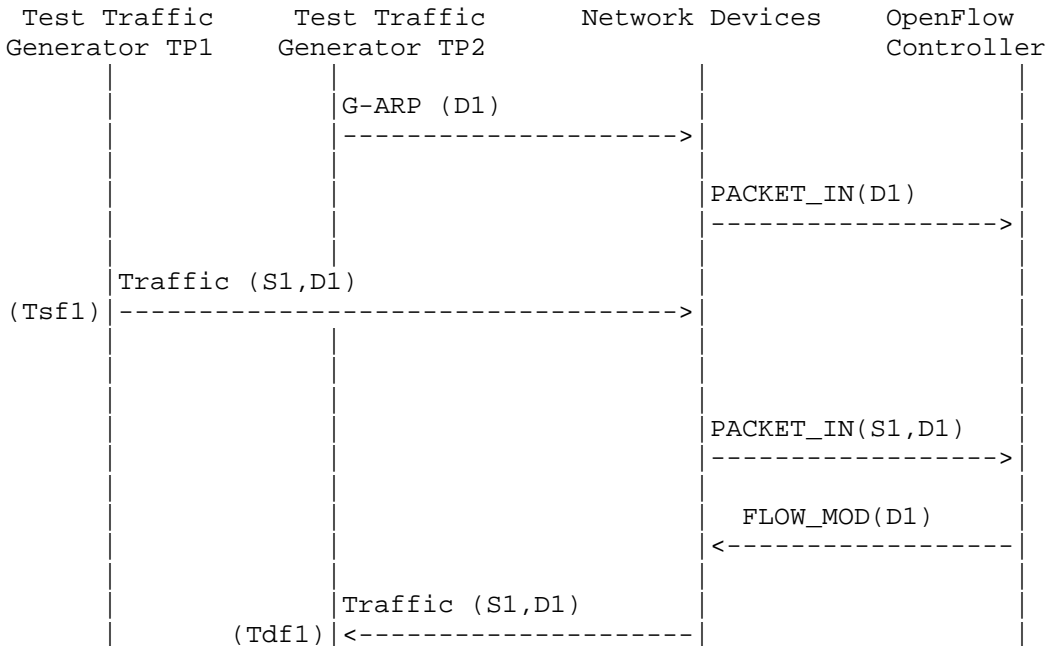 Test Traffic Test Traffic Network Devices OpenFlow
Generator TP1 Generator TP2 Controller
G-ARP (D1)
PACKET_IN(D1)
Traffic (S1,D1)
(Tsf1)
PACKET_IN(S1,D1)
FLOW_MOD(D1)
Traffic (S1,D1)
(Tdf1)